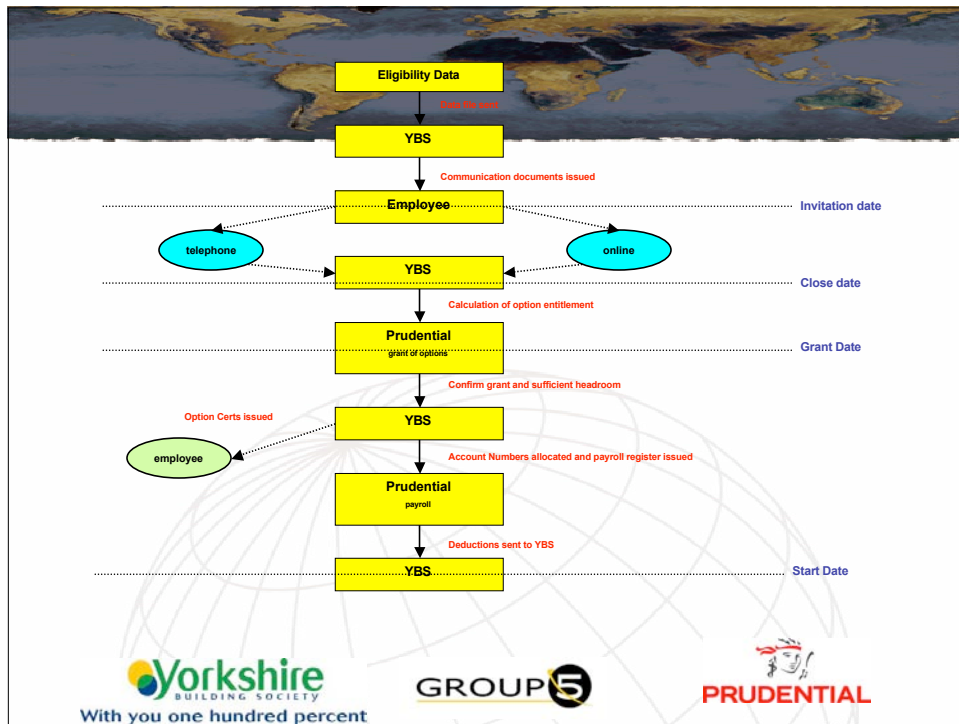 Eligibility Data
Data file sent
YBS
Communication documents issued
Employee
Invitation date
telephone
online
YBS
Close date
Calculation of option entitlement
Prudential
grant of options
Grant Date
Confirm grant and sufficient headroom
Option Certs issued
YBS
employee
Account Numbers allocated and payroll register issued
Prudential
payroll
Deductions sent to YBS
YBS
Start Date
Yorkshire
BUILDING SOCIETY
With you one hundred percent
GROUP 5
PRUDENTIAL